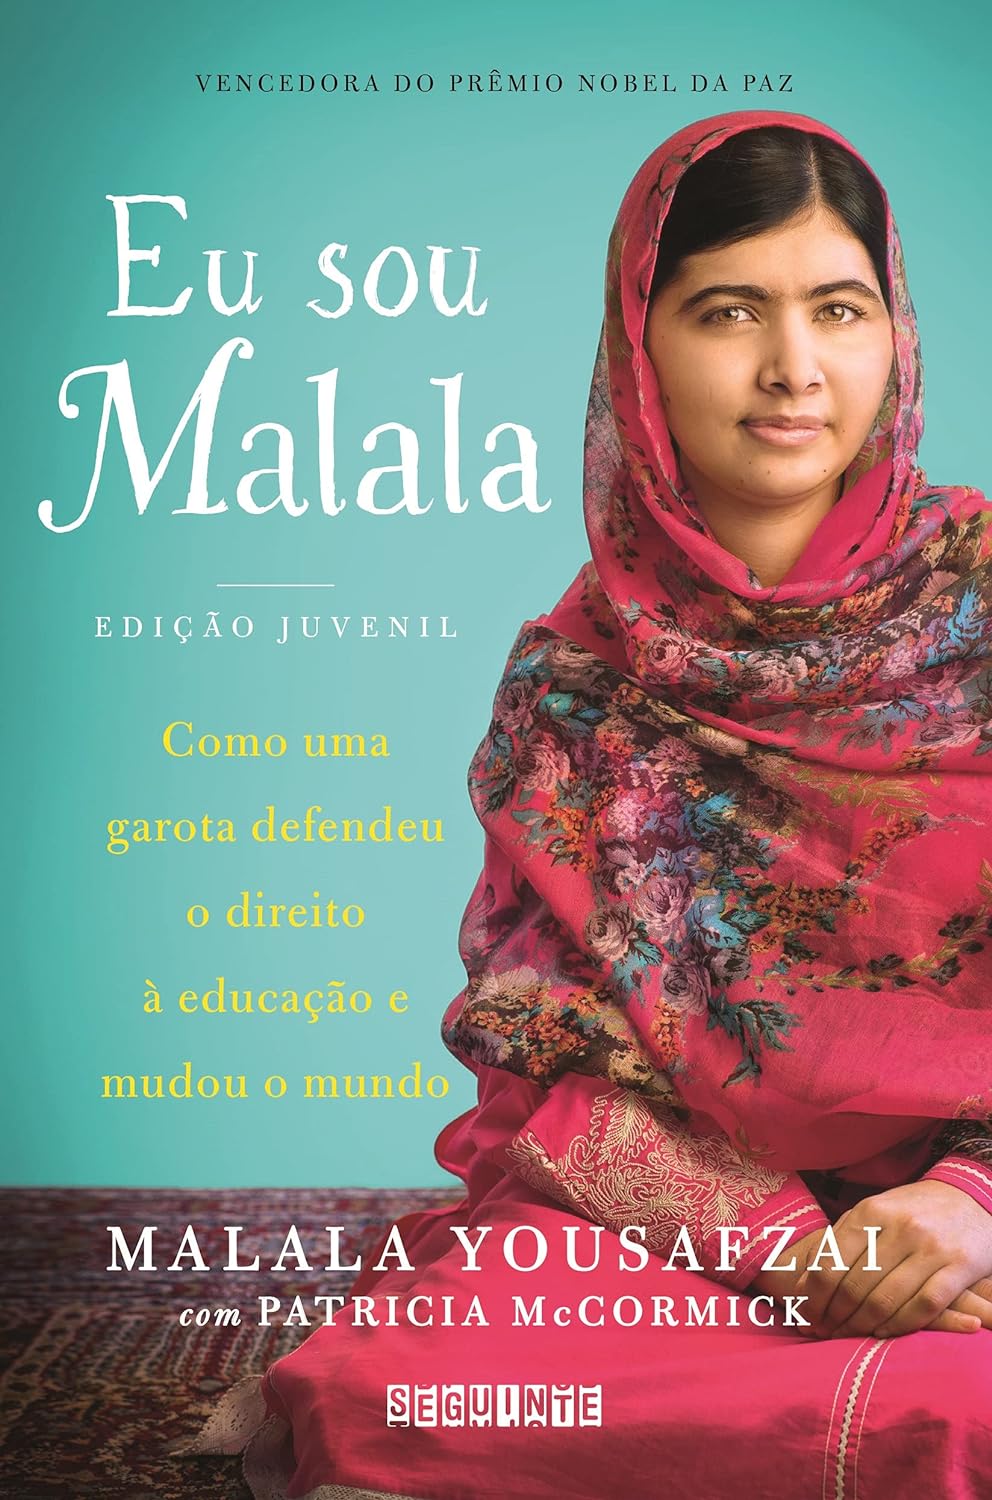 VENCEDORA DO PRÊMIO NOBEL DA PAZ
Eu sou
Malala
EDIÇÃO JUVENIL
Como uma
garota defendeu
o direito
à educação e
mudou o mundo
MALALA YOUSAFZAI
com PATRICIA McCORMICK
SEGUINTE